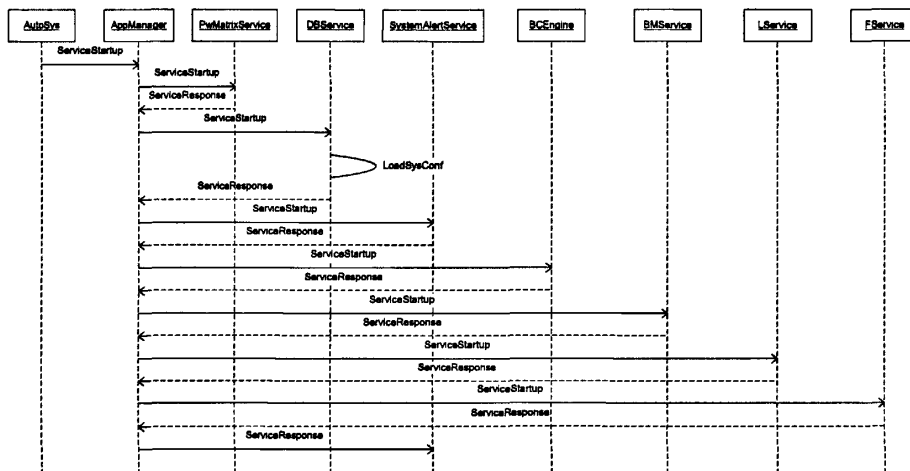 AutoSys
AppManager
PwMatrixService
DBService
SystemAlertService
BCEngine
BMService
LService
FService
ServiceStartup
ServiceStartup
ServiceResponse
ServiceStartup
LoadSysConf
ServiceResponse
ServiceStartup
ServiceResponse
ServiceStartup
ServiceResponse
ServiceStartup
ServiceResponse
ServiceStartup
ServiceResponse
ServiceStartup
ServiceResponse
ServiceResponse